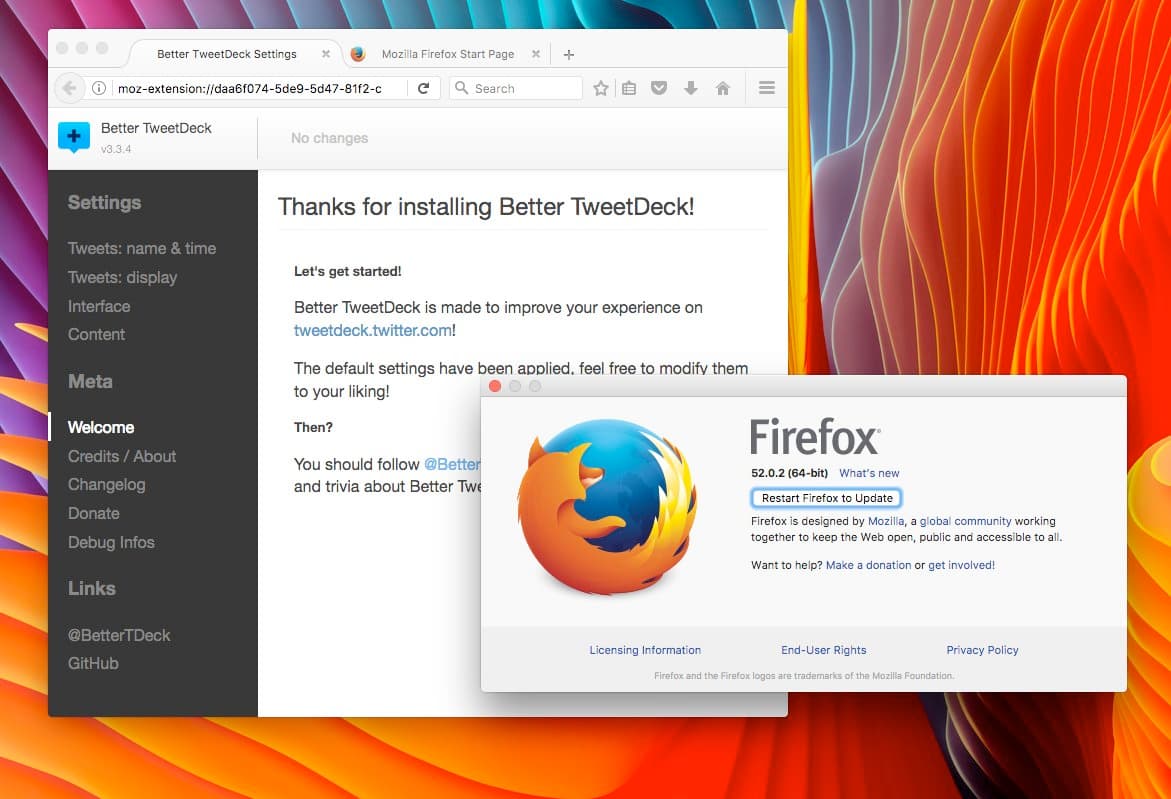 Better TweetDeck Settings
Mozilla Firefox Start Page
moz-extension://daa6f074-5de9-5d47-81f2-c
Search
Better TweetDeck
v3.3.4
No changes
Settings
Tweets: name & time
Tweets: display
Interface
Content
Meta
Welcome
Credits / About
Changelog
Donate
Debug Infos
Links
@BetterTDeck
GitHub
Thanks for installing Better TweetDeck!
Let's get started!
Better TweetDeck is made to improve your experience on
tweetdeck.twitter.com!
The default settings have been applied, feel free to modify them
to your liking!
Then?
You should follow @Better
and trivia about Better Twe
Firefox
52.0.2 (64-bit) What's new
Restart Firefox to Update
Firefox is designed by Mozilla, a global community working
together to keep the Web open, public and accessible to all.
Want to help? Make a donation or get involved!
Licensing Information
End-User Rights
Privacy Policy
Firefox and the Firefox logos are trademarks of the Mozilla Foundation.